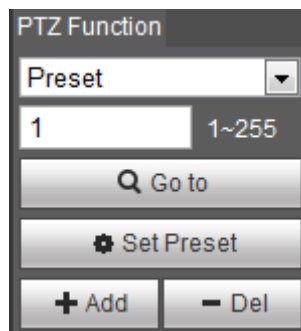 PTZ Function
Preset
1 1~255
Go to
Set Preset
Add Del